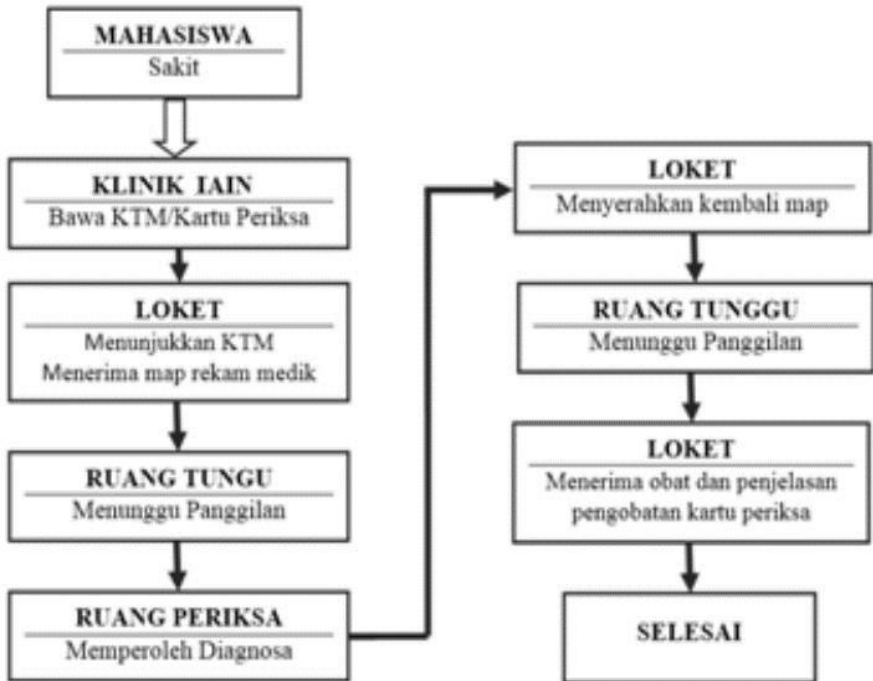 MAHASISWA
Sakit
KLINIK IAIN
Bawa KTM/Kartu Periksa
LOKET
Menunjukkan KTM
Menerima map rekam medik
RUANG TUNGU
Menunggu Panggilan
RUANG PERIKSA
Memperoleh Diagnosa
LOKET
Menyerahkan kembali map
RUANG TUNGGU
Menunggu Panggilan
LOKET
Menerima obat dan penjelasan
pengobatan kartu periksa
SELESAI